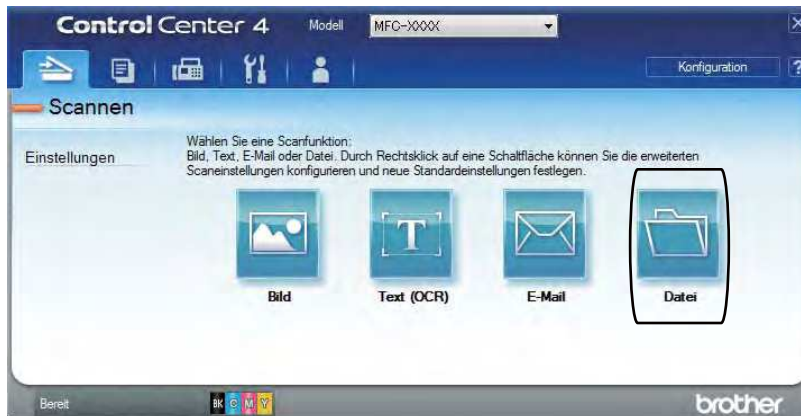 Control Center 4
Modell
MFC-XXXX
Konfiguration
?
Scannen
Einstellungen
Wählen Sie eine Scanfunktion:
Bild, Text, E-Mail oder Datei. Durch Rechtsklick auf eine Schaltfläche können Sie die erweiterten
Scaneinstellungen konfigurieren und neue Standardeinstellungen festlegen.
T
Bild
Text (OCR)
E-Mail
Datei
Bereit
BK C M Y
brother